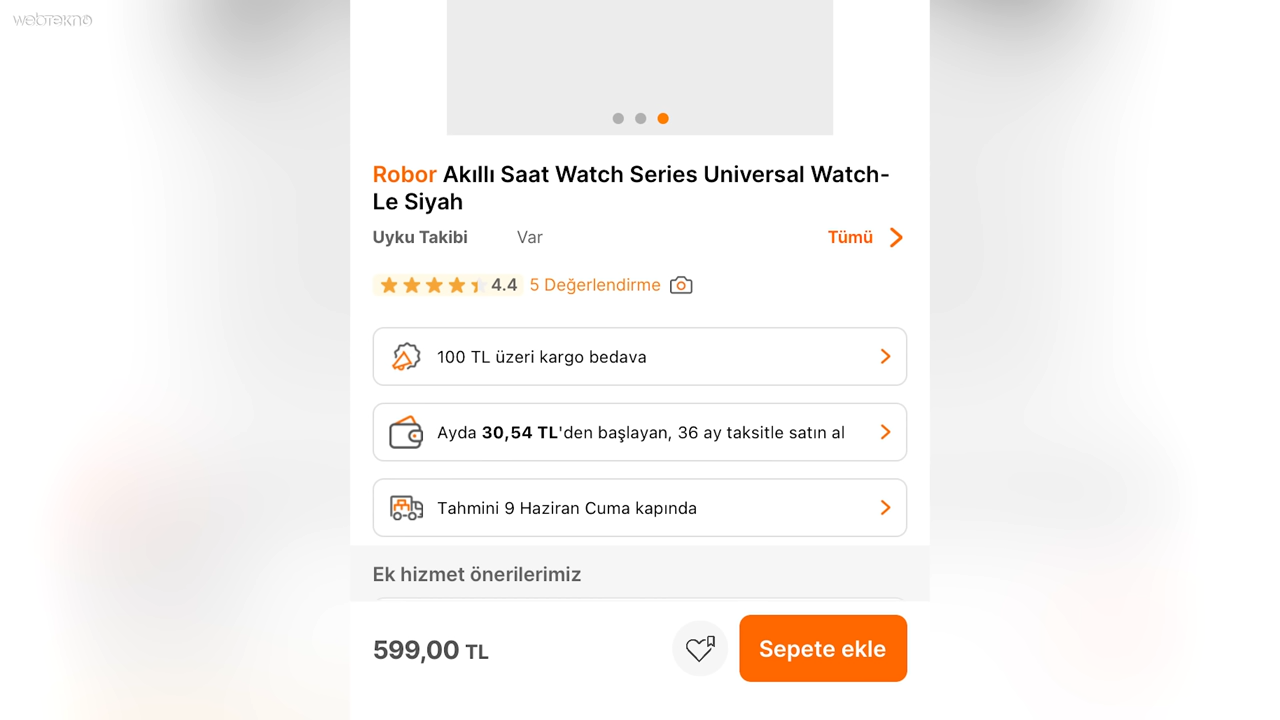 webtekno
Robor Akıllı Saat Watch Series Universal Watch-
Le Siyah
Uyku Takibi Var Tümü
4.4 5 Değerlendirme
100 TL üzeri kargo bedava
Ayda 30,54 TL'den başlayan, 36 ay taksitle satın al
Tahmini 9 Haziran Cuma kapında
Ek hizmet önerilerimiz
599,00 TL Sepete ekle